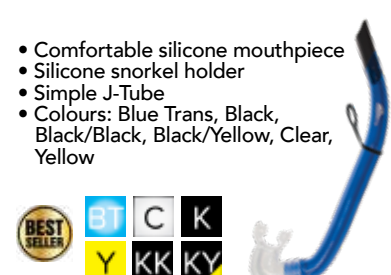 • Comfortable silicone mouthpiece
• Silicone snorkel holder
• Simple J-Tube
• Colours: Blue Trans, Black,
Black/Black, Black/Yellow, Clear,
Yellow
BEST
SELLER
BT C K
Y KK KY